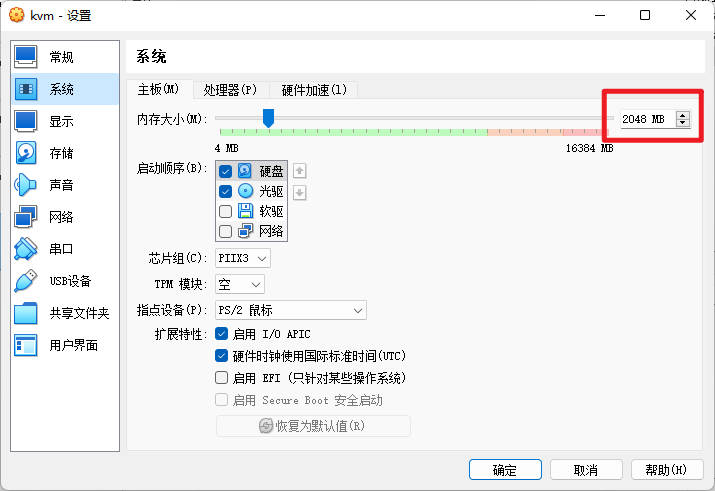 kvm - 设置
常规
系统
显示
存储
声音
网络
串口
USB设备
共享文件夹
用户界面
系统
主板(M) 处理器(P) 硬件加速(l)
内存大小(M): 2048 MB
4 MB 16384 MB
启动顺序(B): 硬盘
光驱
软驱
网络
芯片组(C): PIIX3
TPM 模块: 空
指点设备(P): PS/2 鼠标
扩展特性: 启用 I/O APIC
硬件时钟使用国际标准时间(UTC)
启用 EFI (只针对某些操作系统)
启用 Secure Boot 安全启动
恢复为默认值(R)
确定 取消 帮助(H)